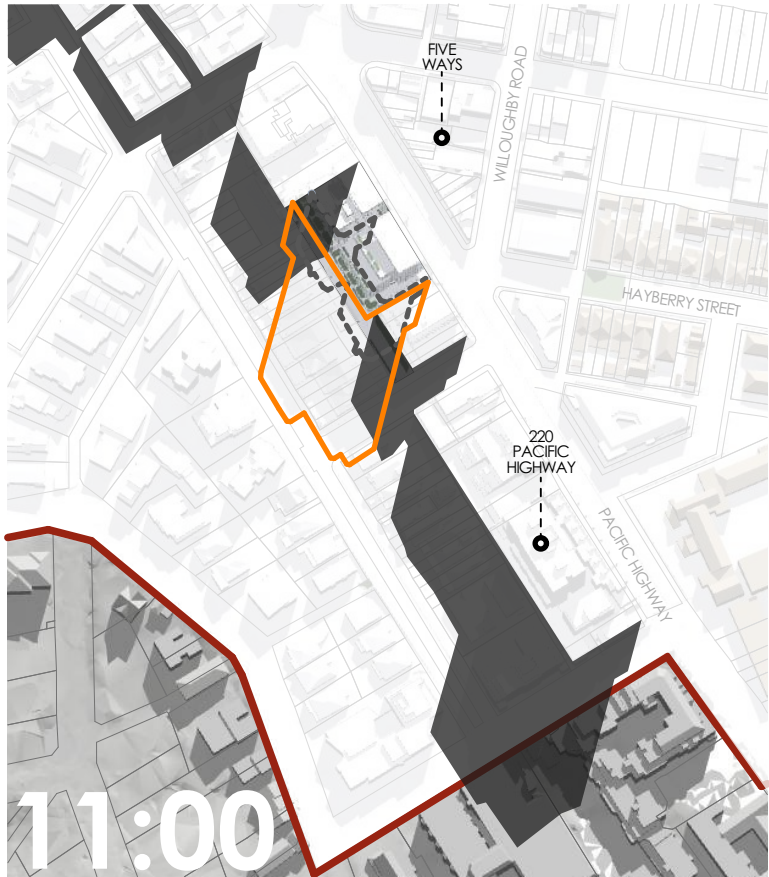 FIVE
WAYS
WILLOUGHBY ROAD
HAYBERRY STREET
220
PACIFIC
HIGHWAY
PACIFIC HIGHWAY
11:00